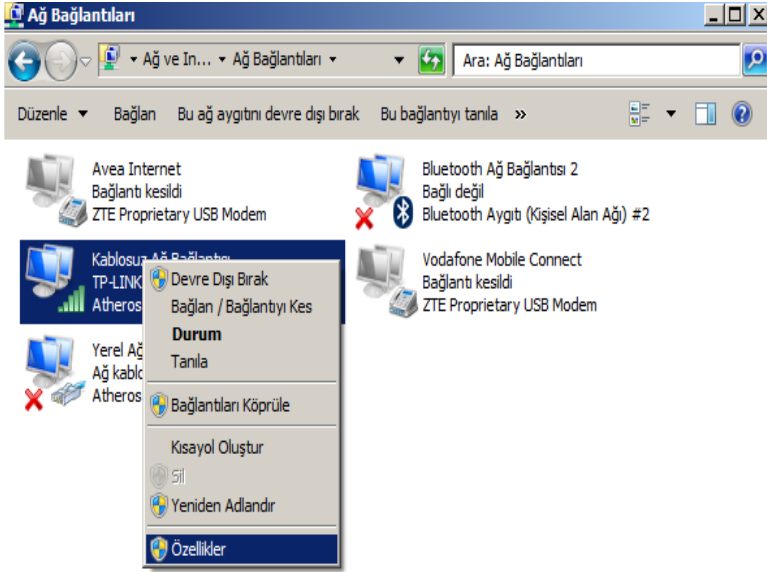 Ağ Bağlantıları
Ağ ve In... Ağ Bağlantıları
Ara: Ağ Bağlantıları
Düzenle Bağlan Bu ağ aygıtını devre dışı bırak Bu bağlantıyı tanıla »
Avea Internet
Bağlantı kesildi
ZTE Proprietary USB Modem
Bluetooth Ağ Bağlantısı 2
Bağlı değil
Bluetooth Aygıtı (Kişisel Alan Ağı) #2
Kablosuz Ağ Bağlantısı
TP-LINK
Atheros
Vodafone Mobile Connect
Bağlantı kesildi
ZTE Proprietary USB Modem
Yerel Ağ
Ağ kablo
Atheros
Devre Dışı Bırak
Bağlan / Bağlantıyı Kes
Durum
Tanıla
Bağlantıları Köprüle
Kısayol Oluştur
Sil
Yeniden Adlandır
Özellikler